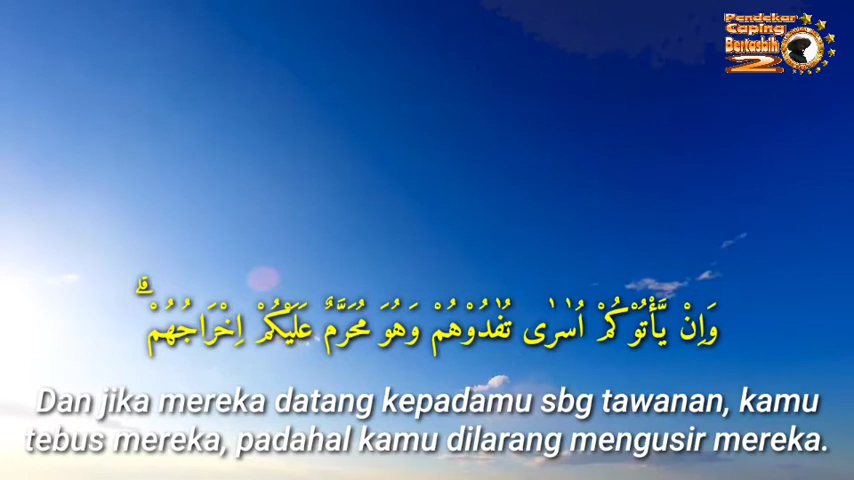 Pendekar
Caping
Bertasbih
2
وَاِنْ يَّأْتُوْكُمْ اُسٰرٰى تُفٰدُوْهُمْ وَهُوَ مُحَرَّمٌ عَلَيْكُمْ اِخْرَاجُهُمْ ۗ
Dan jika mereka datang kepadamu sbg tawanan, kamu
tebus mereka, padahal kamu dilarang mengusir mereka.